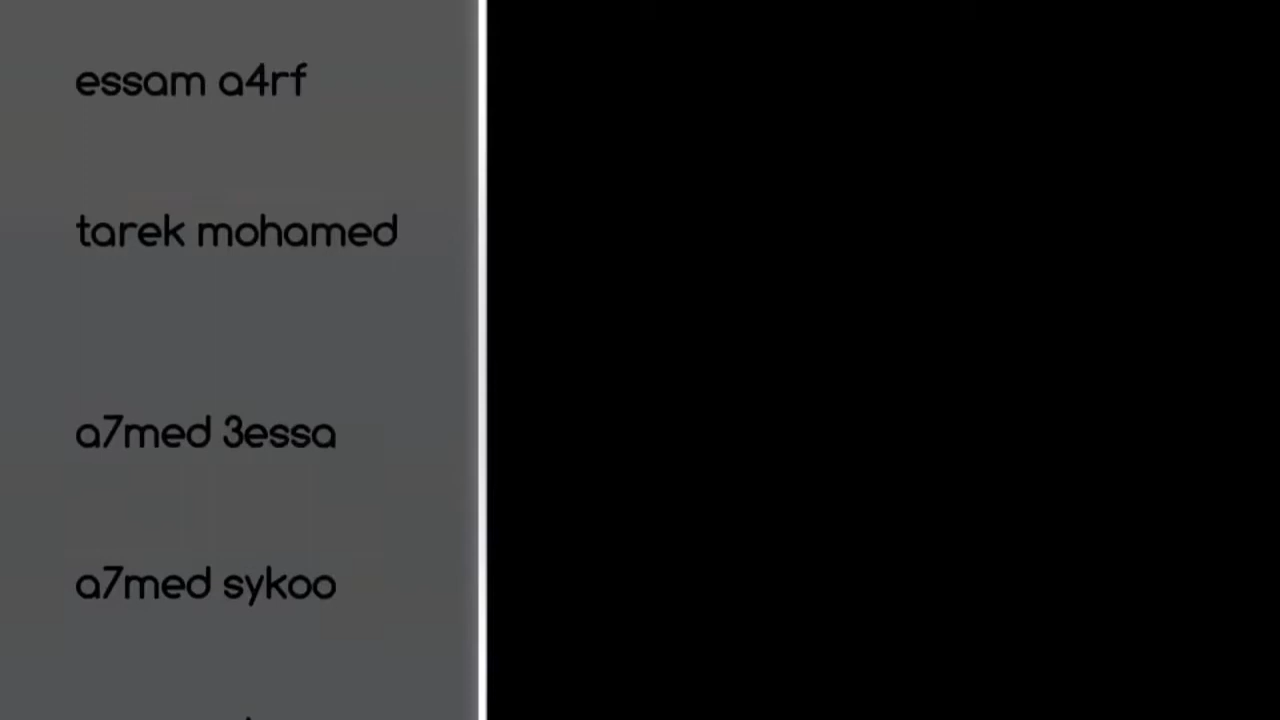 essam a4rf
tarek mohamed
a7med 3essa
a7med sykoo